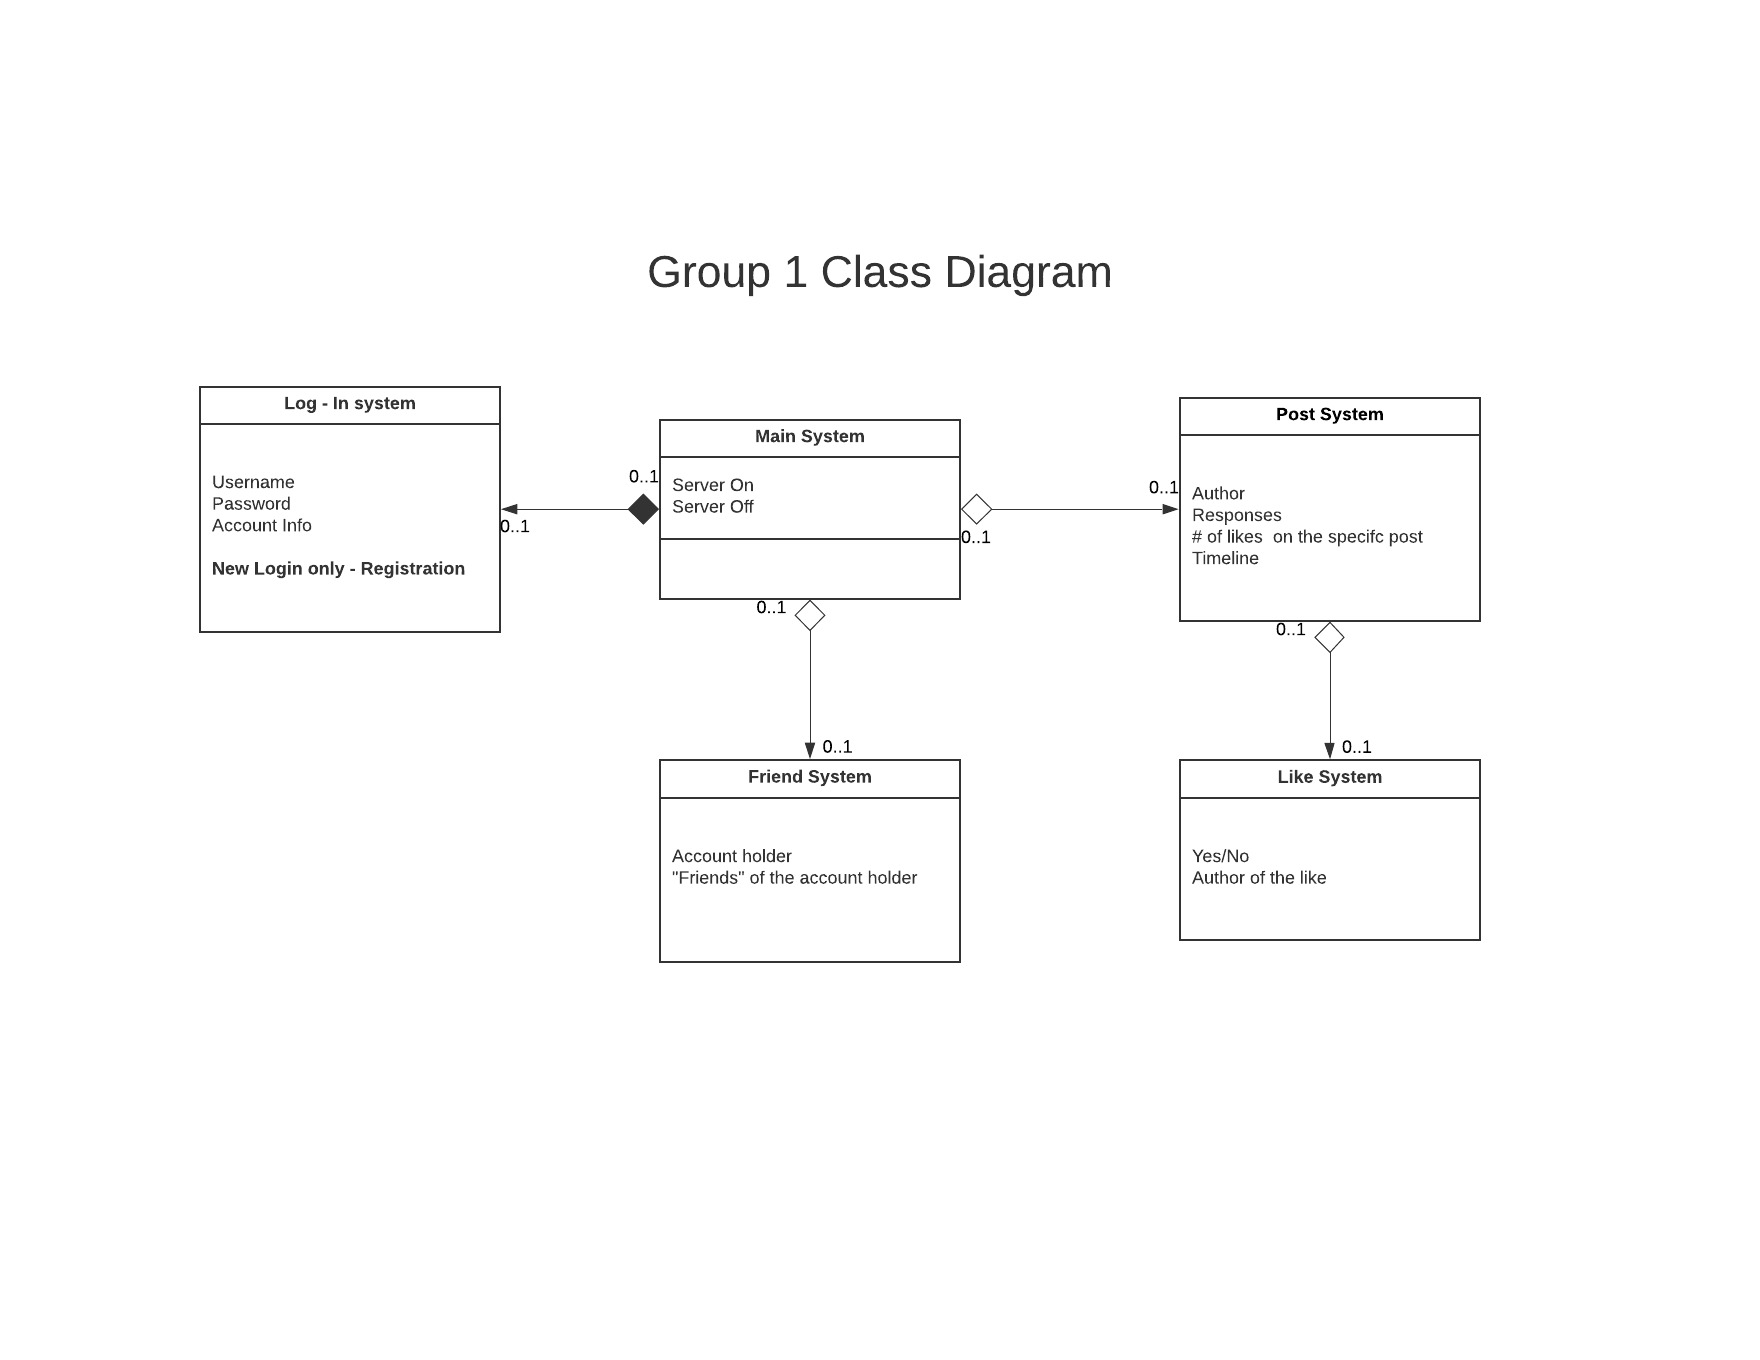 Group 1 Class Diagram
Log - In system
Username
Password
Account Info
New Login only - Registration
0..1
0..1
Main System
Server On
Server Off
0..1
0..1
Post System
Author
Responses
# of likes  on the specifc post
Timeline
0..1
0..1
Friend System
Account holder
"Friends" of the account holder
0..1
0..1
Like System
Yes/No
Author of the like